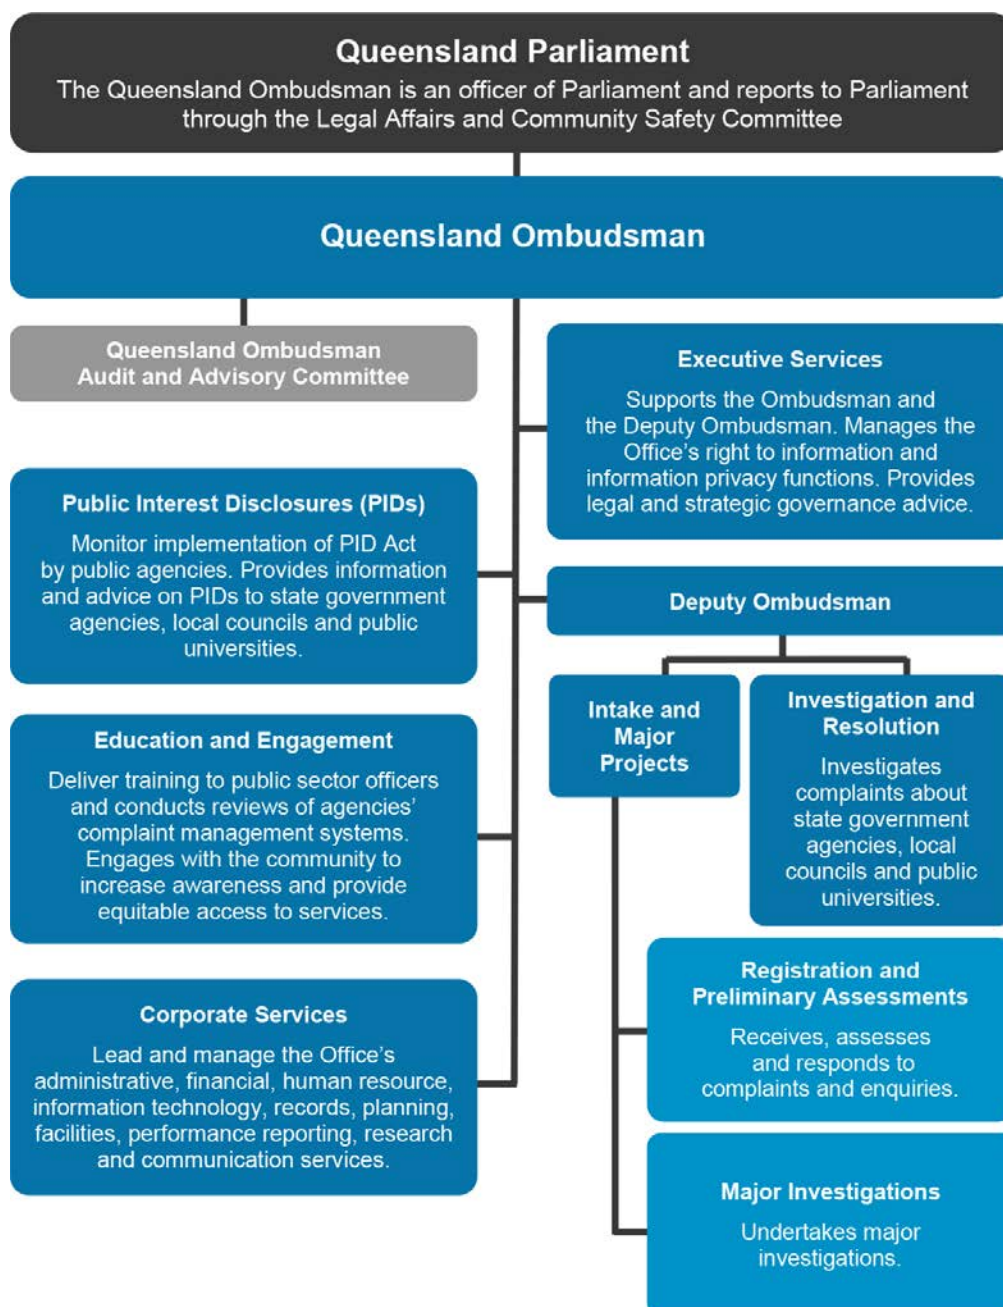 Queensland Parliament
The Queensland Ombudsman is an officer of Parliament and reports to Parliament
through the Legal Affairs and Community Safety Committee
Queensland Ombudsman
Queensland Ombudsman
Audit and Advisory Committee
Executive Services
Supports the Ombudsman and
the Deputy Ombudsman. Manages the
Office's right to information and
information privacy functions. Provides
legal and strategic governance advice.
Public Interest Disclosures (PIDs)
Monitor implementation of PID Act
by public agencies. Provides information
and advice on PIDs to state government
agencies, local councils and public
universities.
Deputy Ombudsman
Intake and
Major
Projects
Investigation and
Resolution
Investigates
complaints about
state government
agencies, local
councils and public
universities.
Education and Engagement
Deliver training to public sector officers
and conducts reviews of agencies'
complaint management systems.
Engages with the community to
increase awareness and provide
equitable access to services.
Registration and
Preliminary Assessments
Receives, assesses
and responds to
complaints and enquiries.
Corporate Services
Lead and manage the Office's
administrative, financial, human resource,
information technology, records, planning,
facilities, performance reporting, research
and communication services.
Major Investigations
Undertakes major
investigations.